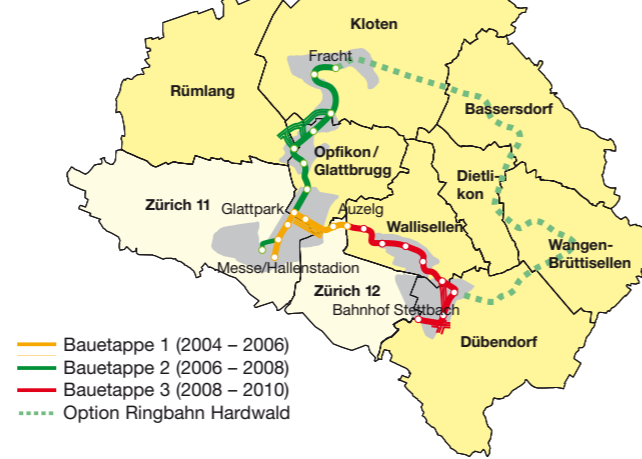 Kloten
Fracht
Rümlang
Bassersdorf
Opfikon/
Glattbrugg
Dietli-
kon
Zürich 11
Glattpark
Auzelg
Wallisellen
Wangen-
Brüttisellen
Messe/Hallenstadion
Zürich 12
Bahnhof Stettbach
Dübendorf
Bauetappe 1 (2004 – 2006)
Bauetappe 2 (2006 – 2008)
Bauetappe 3 (2008 – 2010)
Option Ringbahn Hardwald